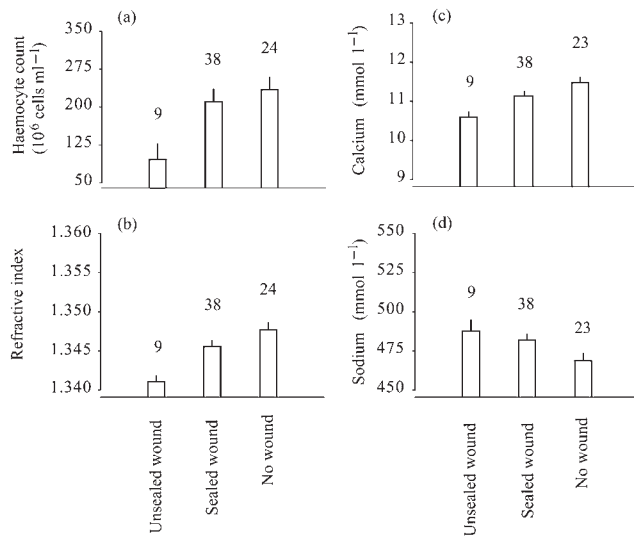 (a)
Haemocyte count
(10⁶ cells ml⁻¹)
350
275
200
125
50
9
38
24
(c)
Calcium (mmol 1⁻¹)
13
12
11
10
9
9
38
23
(b)
Refractive index
1.360
1.355
1.350
1.345
1.340
9
38
24
(d)
Sodium (mmol 1⁻¹)
550
525
500
475
450
9
38
23
Unsealed wound
Sealed wound
No wound
Unsealed wound
Sealed wound
No wound